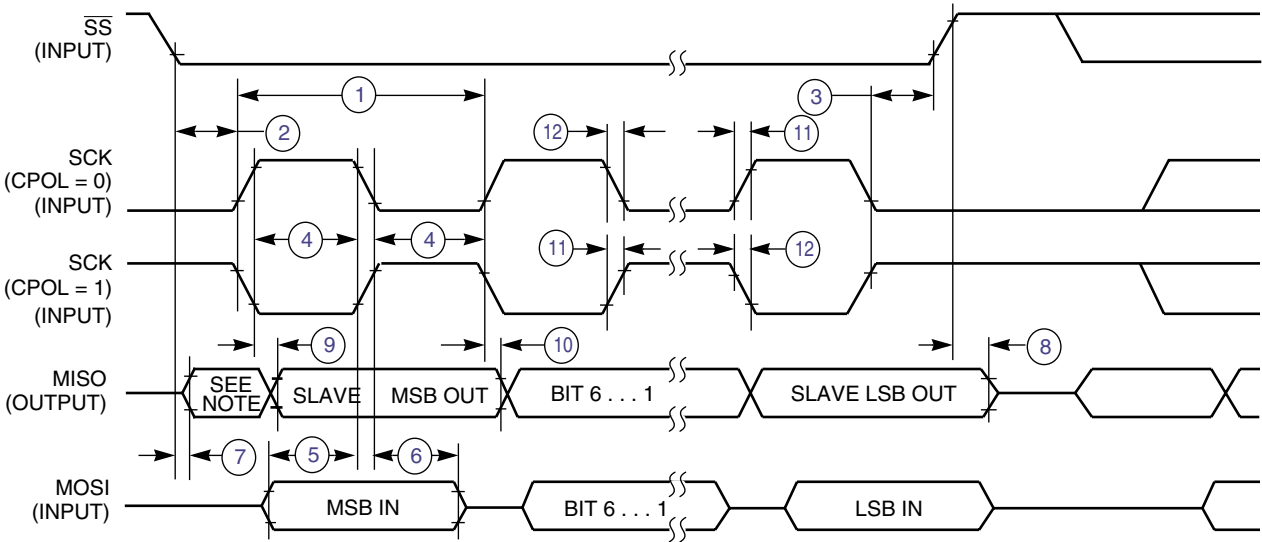 SS
(INPUT)
1
3
2
12
11
SCK
(CPOL = 0)
(INPUT)
4
4
11
12
SCK
(CPOL = 1)
(INPUT)
9
10
8
MISO
(OUTPUT)
SEE
NOTE
SLAVE
MSB OUT
BIT 6 . . . 1
SLAVE LSB OUT
7
5
6
MOSI
(INPUT)
MSB IN
BIT 6 . . . 1
LSB IN